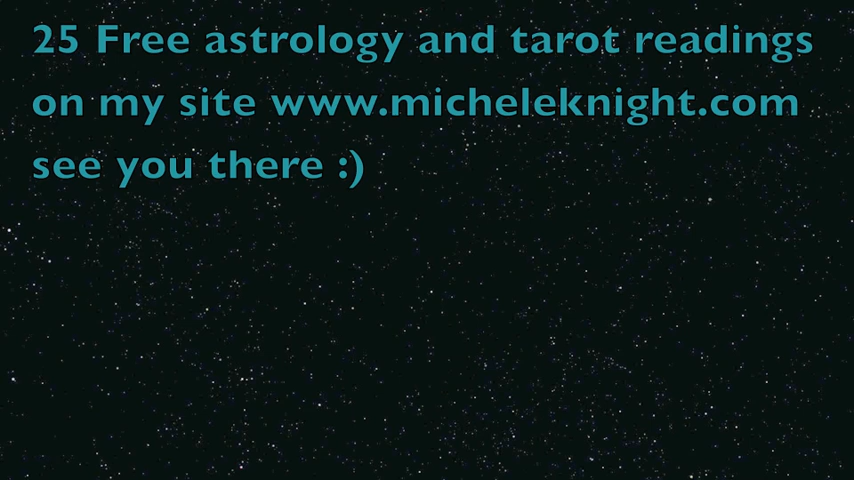 25 Free astrology and tarot readings
on my site www.micheleknight.com
see you there :)